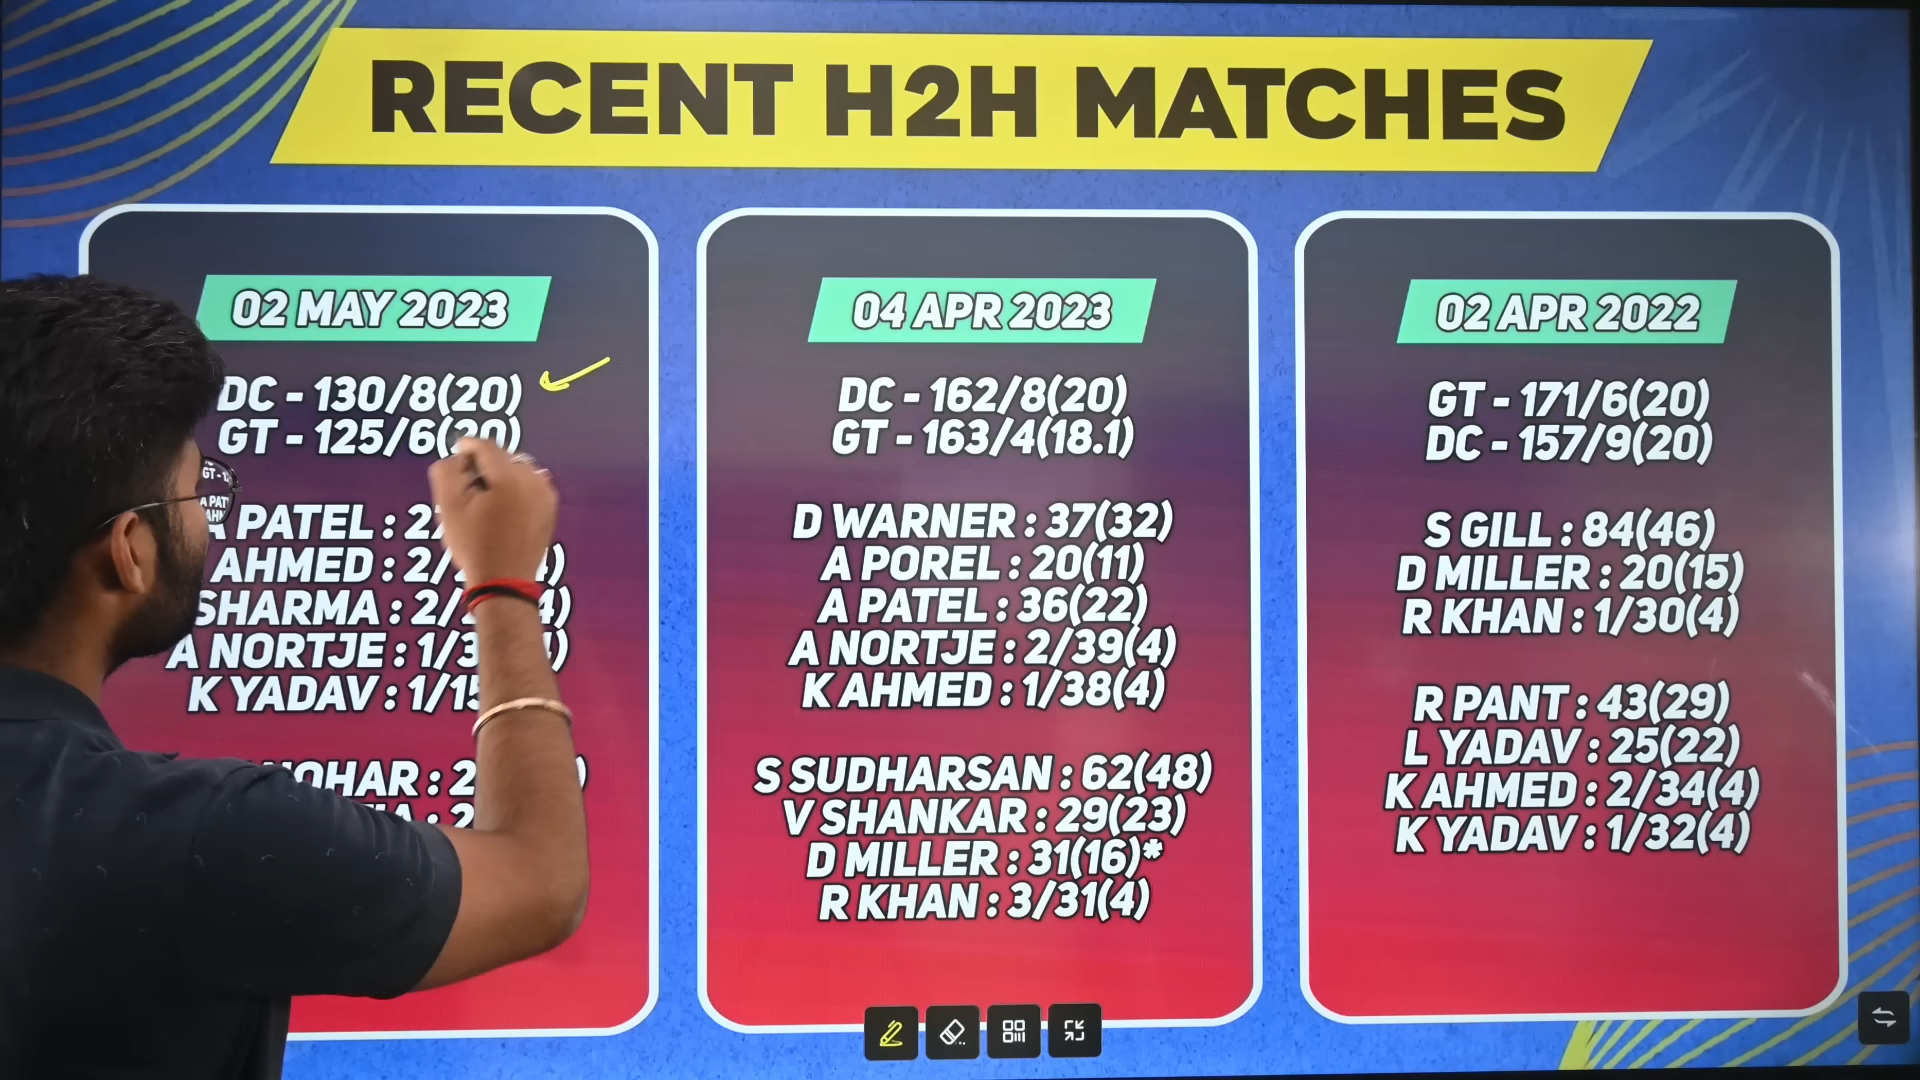 RECENT H2H MATCHES
02 MAY 2023
DC - 130/8(20)
GT - 125/6(20)
A PATEL : 27
AHMED : 2/
SHARMA : 2/
A NORTJE : 1/3
K YADAV : 1/15
04 APR 2023
DC - 162/8(20)
GT - 163/4(18.1)
D WARNER : 37(32)
A POREL : 20(11)
A PATEL : 36(22)
A NORTJE : 2/39(4)
K AHMED : 1/38(4)
S SUDHARSAN : 62(48)
V SHANKAR : 29(23)
D MILLER : 31(16)*
R KHAN : 3/31(4)
02 APR 2022
GT - 171/6(20)
DC - 157/9(20)
S GILL : 84(46)
D MILLER : 20(15)
R KHAN : 1/30(4)
R PANT : 43(29)
L YADAV : 25(22)
K AHMED : 2/34(4)
K YADAV : 1/32(4)